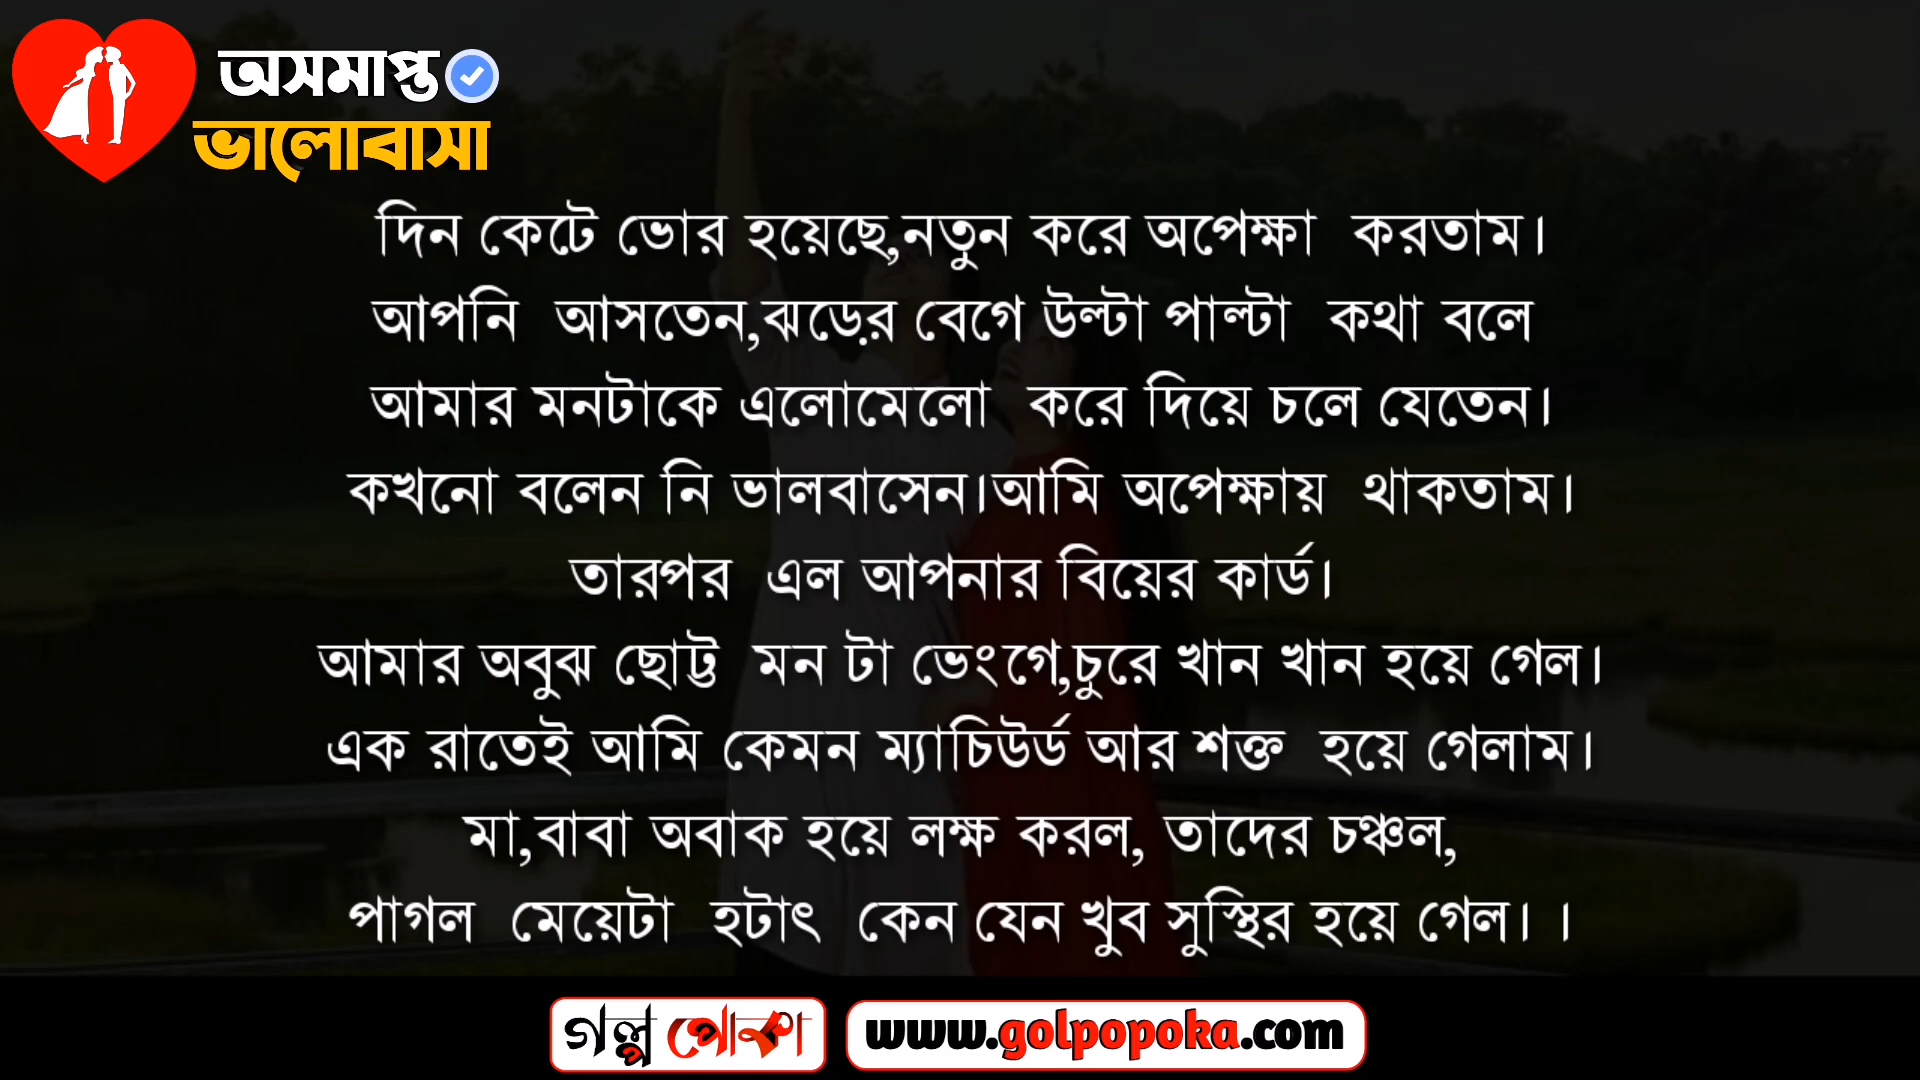 অসমাপ্ত
ভালোবাসা
দিন কেটে ভোর হয়েছে,নতুন করে অপেক্ষা করতাম।
আপনি আসতেন,ঝড়ের বেগে উল্টা পাল্টা কথা বলে
আমার মনটাকে এলোমেলো করে দিয়ে চলে যেতেন।
কখনো বলেন নি ভালবাসেন।আমি অপেক্ষায় থাকতাম।
তারপর এল আপনার বিয়ের কার্ড।
আমার অবুঝ ছোট্ট মন টা ভেংগে,চুরে খান খান হয়ে গেল।
এক রাতেই আমি কেমন ম্যাচিউর্ড আর শক্ত হয়ে গেলাম।
মা,বাবা অবাক হয়ে লক্ষ করল, তাদের চঞ্চল,
পাগল মেয়েটা হটাৎ কেন যেন খুব সুস্থির হয়ে গেল। ।
গল্প পোকা www.golpopoka.com